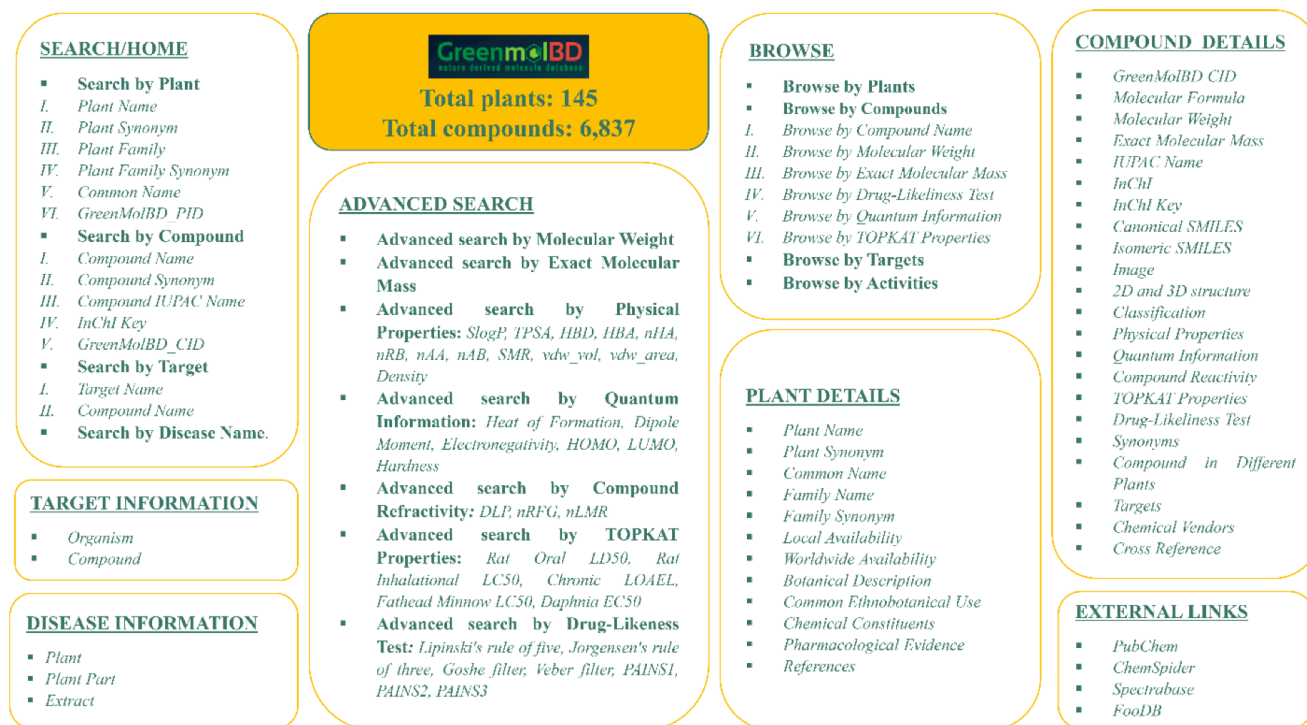 SEARCH/HOME
▪ Search by Plant
I. Plant Name
II. Plant Synonym
III. Plant Family
IV. Plant Family Synonym
V. Common Name
VI. GreenMolBD_PID
▪ Search by Compound
I. Compound Name
II. Compound Synonym
III. Compound IUPAC Name
IV. InChI Key
V. GreenMolBD_CID
▪ Search by Target
I. Target Name
II. Compound Name
▪ Search by Disease Name.
TARGET INFORMATION
▪ Organism
▪ Compound
DISEASE INFORMATION
▪ Plant
▪ Plant Part
▪ Extract
GreenmolBD
nature derived molecule database
Total plants: 145
Total compounds: 6,837
ADVANCED SEARCH
▪ Advanced search by Molecular Weight
▪ Advanced search by Exact Molecular
Mass
▪ Advanced search by Physical
Properties: SlogP, TPSA, HBD, HBA, nHA,
nRB, nAA, nAB, SMR, vdw_vol, vdw_area,
Density
▪ Advanced search by Quantum
Information: Heat of Formation, Dipole
Moment, Electronegativity, HOMO, LUMO,
Hardness
▪ Advanced search by Compound
Refractivity: DLP, nRFG, nLMR
▪ Advanced search by TOPKAT
Properties: Rat Oral LD50, Rat
Inhalational LC50, Chronic LOAEL,
Fathead Minnow LC50, Daphnia EC50
▪ Advanced search by Drug-Likeness
Test: Lipinski's rule of five, Jorgensen's rule
of three, Goshe filter, Veber filter, PAINS1,
PAINS2, PAINS3
BROWSE
▪ Browse by Plants
▪ Browse by Compounds
I. Browse by Compound Name
II. Browse by Molecular Weight
III. Browse by Exact Molecular Mass
IV. Browse by Drug-Likeliness Test
V. Browse by Quantum Information
VI. Browse by TOPKAT Properties
▪ Browse by Targets
▪ Browse by Activities
PLANT DETAILS
▪ Plant Name
▪ Plant Synonym
▪ Common Name
▪ Family Name
▪ Family Synonym
▪ Local Availability
▪ Worldwide Availability
▪ Botanical Description
▪ Common Ethnobotanical Use
▪ Chemical Constituents
▪ Pharmacological Evidence
▪ References
COMPOUND DETAILS
▪ GreenMolBD CID
▪ Molecular Formula
▪ Molecular Weight
▪ Exact Molecular Mass
▪ IUPAC Name
▪ InChI
▪ InChI Key
▪ Canonical SMILES
▪ Isomeric SMILES
▪ Image
▪ 2D and 3D structure
▪ Classification
▪ Physical Properties
▪ Quantum Information
▪ Compound Reactivity
▪ TOPKAT Properties
▪ Drug-Likeliness Test
▪ Synonyms
▪ Compound in Different
Plants
▪ Targets
▪ Chemical Vendors
▪ Cross Reference
EXTERNAL LINKS
▪ PubChem
▪ ChemSpider
▪ Spectrabase
▪ FooDB